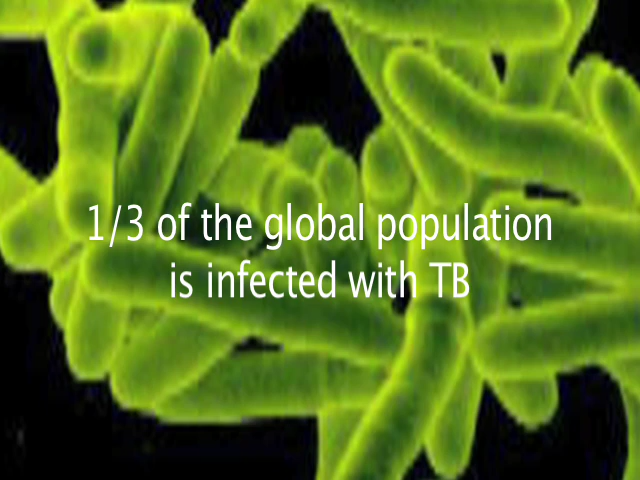 1/3 of the global population
is infected with TB